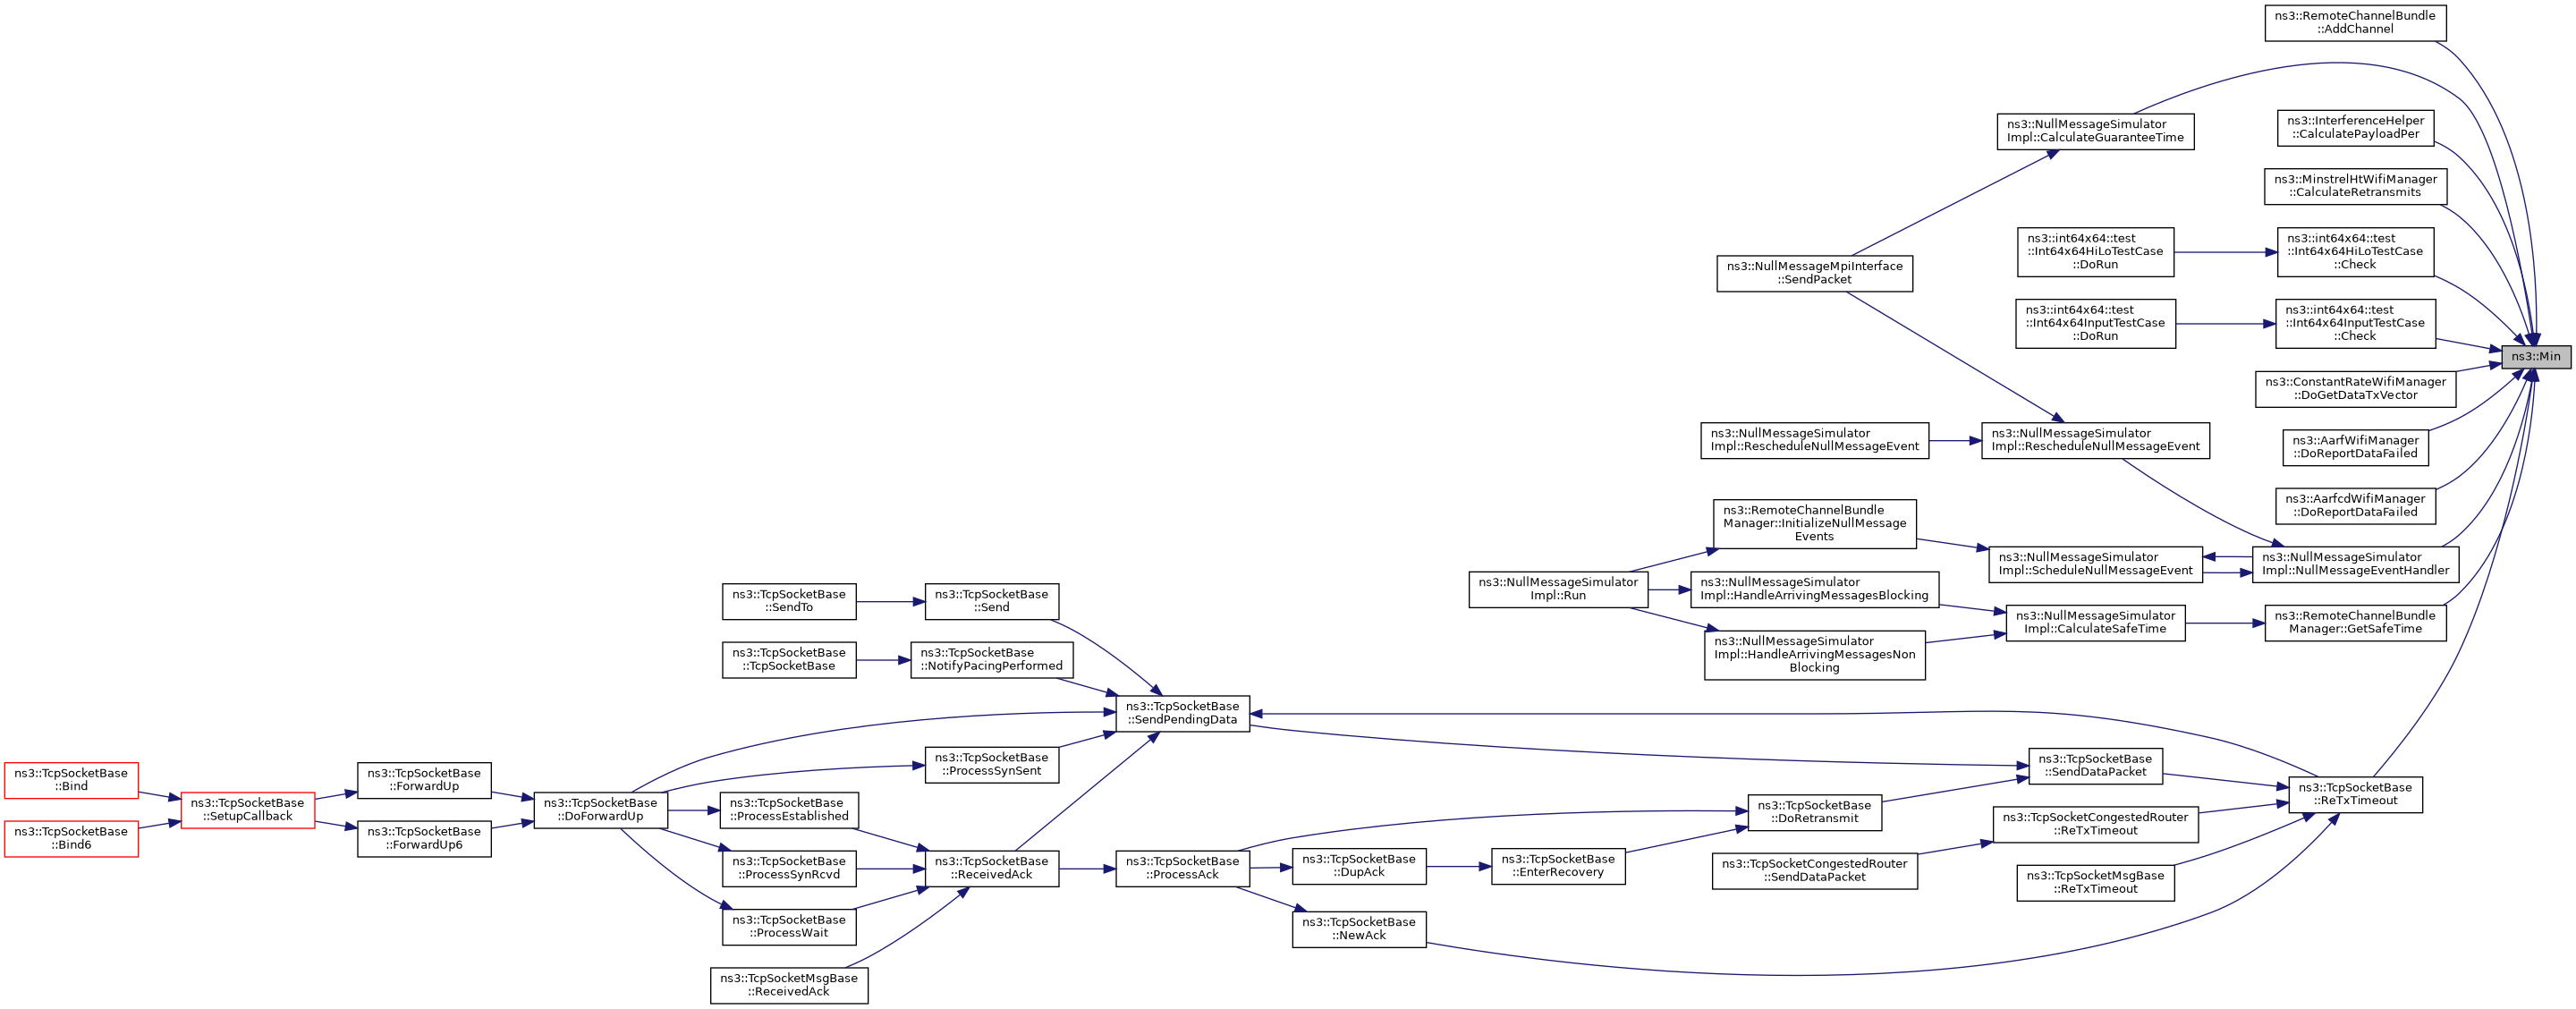 ns3::RemoteChannelBundle
::AddChannel
ns3::NullMessageSimulator
Impl::CalculateGuaranteeTime
ns3::InterferenceHelper
::CalculatePayloadPer
ns3::MinstrelHtWifiManager
::CalculateRetransmits
ns3::int64x64::test
::Int64x64HiLoTestCase
::DoRun
ns3::int64x64::test
::Int64x64HiLoTestCase
::Check
ns3::NullMessageMpiInterface
::SendPacket
ns3::int64x64::test
::Int64x64InputTestCase
::DoRun
ns3::int64x64::test
::Int64x64InputTestCase
::Check
ns3::Min
ns3::ConstantRateWifiManager
::DoGetDataTxVector
ns3::NullMessageSimulator
Impl::RescheduleNullMessageEvent
ns3::NullMessageSimulator
Impl::RescheduleNullMessageEvent
ns3::AarfWifiManager
::DoReportDataFailed
ns3::AarfcdWifiManager
::DoReportDataFailed
ns3::RemoteChannelBundle
Manager::InitializeNullMessage
Events
ns3::NullMessageSimulator
Impl::ScheduleNullMessageEvent
ns3::NullMessageSimulator
Impl::NullMessageEventHandler
ns3::NullMessageSimulator
Impl::Run
ns3::NullMessageSimulator
Impl::HandleArrivingMessagesBlocking
ns3::TcpSocketBase
::SendTo
ns3::TcpSocketBase
::Send
ns3::NullMessageSimulator
Impl::CalculateSafeTime
ns3::RemoteChannelBundle
Manager::GetSafeTime
ns3::NullMessageSimulator
Impl::HandleArrivingMessagesNon
Blocking
ns3::TcpSocketBase
::TcpSocketBase
ns3::TcpSocketBase
::NotifyPacingPerformed
ns3::TcpSocketBase
::SendPendingData
ns3::TcpSocketBase
::ProcessSynSent
ns3::TcpSocketBase
::SendDataPacket
ns3::TcpSocketBase
::Bind
ns3::TcpSocketBase
::ForwardUp
ns3::TcpSocketBase
::ReTxTimeout
ns3::TcpSocketBase
::SetupCallback
ns3::TcpSocketBase
::DoForwardUp
ns3::TcpSocketBase
::ProcessEstablished
ns3::TcpSocketBase
::DoRetransmit
ns3::TcpSocketCongestedRouter
::ReTxTimeout
ns3::TcpSocketBase
::Bind6
ns3::TcpSocketBase
::ForwardUp6
ns3::TcpSocketBase
::ProcessSynRcvd
ns3::TcpSocketBase
::ReceivedAck
ns3::TcpSocketBase
::ProcessAck
ns3::TcpSocketBase
::DupAck
ns3::TcpSocketBase
::EnterRecovery
ns3::TcpSocketCongestedRouter
::SendDataPacket
ns3::TcpSocketMsgBase
::ReTxTimeout
ns3::TcpSocketBase
::ProcessWait
ns3::TcpSocketBase
::NewAck
ns3::TcpSocketMsgBase
::ReceivedAck